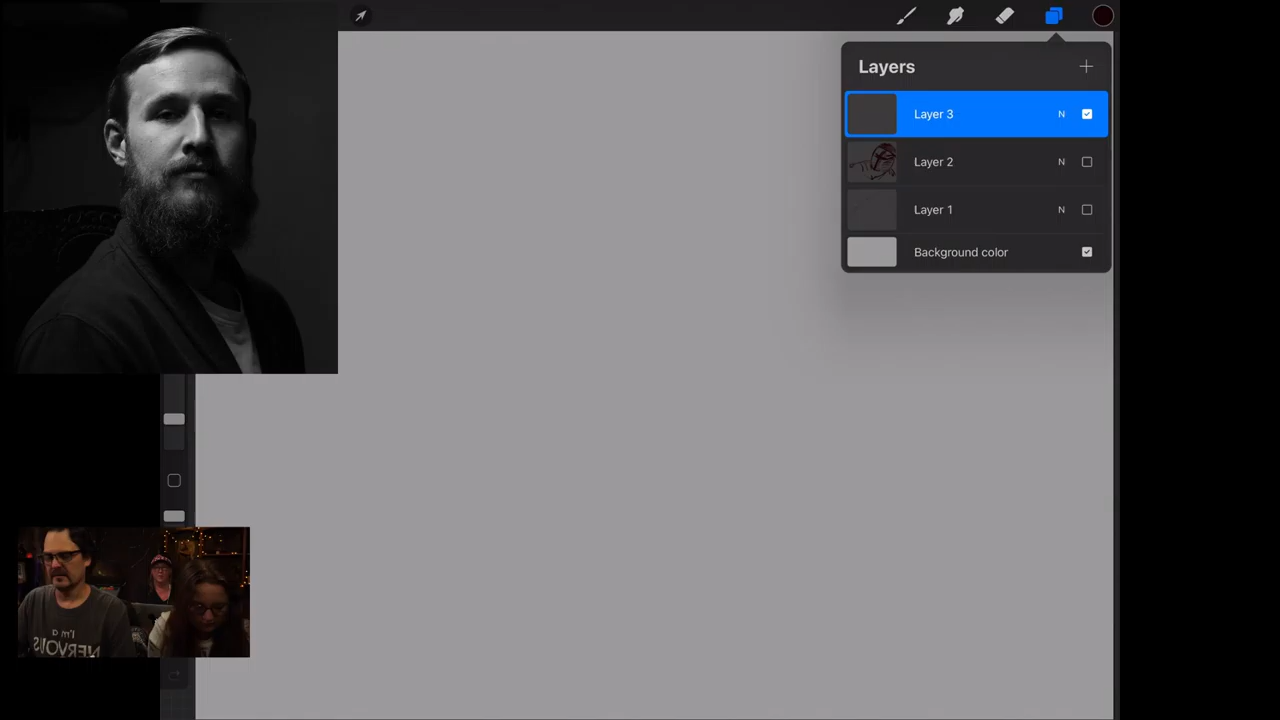 Layers
Layer 3 N
Layer 2 N
Layer 1 N
Background color
I'm a
NERVOUS